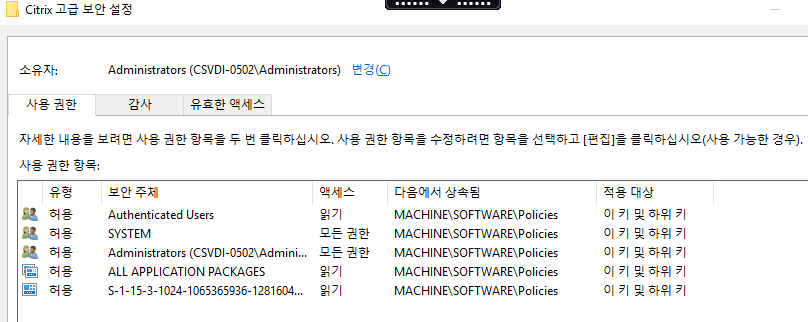 Citrix 고급 보안 설정
소유자: Administrators (CSVDI-0502\Administrators) 변경(C)
사용 권한 감사 유효한 액세스
자세한 내용을 보려면 사용 권한 항목을 두 번 클릭하십시오. 사용 권한 항목을 수정하려면 항목을 선택하고 [편집]을 클릭하십시오(사용 가능한 경우).
사용 권한 항목:
유형 보안 주체 액세스 다음에서 상속됨 적용 대상
허용 Authenticated Users 읽기 MACHINE\SOFTWARE\Policies 이 키 및 하위 키
허용 SYSTEM 모든 권한 MACHINE\SOFTWARE\Policies 이 키 및 하위 키
허용 Administrators (CSVDI-0502\Admini... 모든 권한 MACHINE\SOFTWARE\Policies 이 키 및 하위 키
허용 ALL APPLICATION PACKAGES 읽기 MACHINE\SOFTWARE\Policies 이 키 및 하위 키
허용 S-1-15-3-1024-1065365936-1281604... 읽기 MACHINE\SOFTWARE\Policies 이 키 및 하위 키